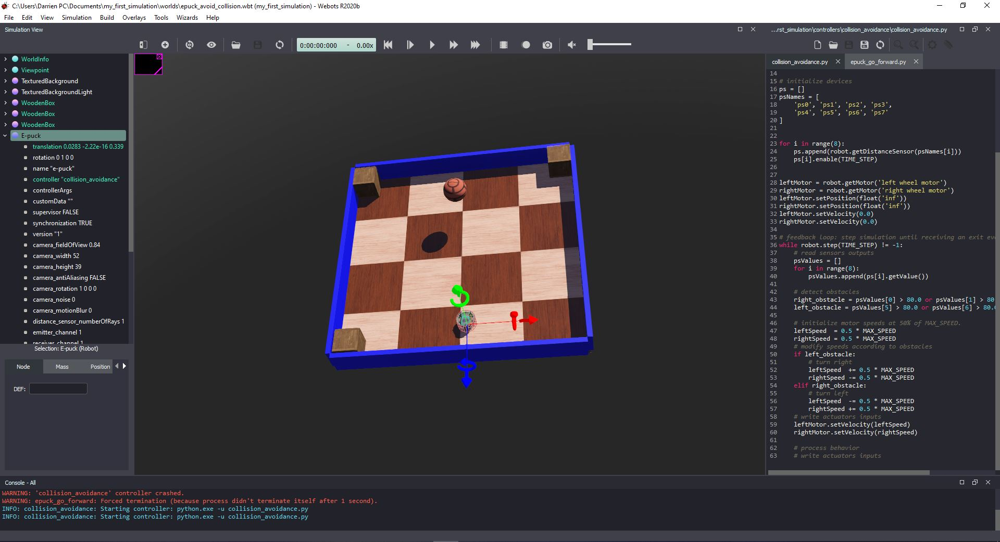 C:\Users\Darrien PC\Documents\my_first_simulation\worlds\epuck_avoid_collision.wbt (my_first_simulation) - Webots R2020b
File Edit View Simulation Build Overlays Tools Wizards Help
Simulation View
0:00:00:000 - 0.00x
WorldInfo
Viewpoint
TexturedBackground
TexturedBackgroundLight
WoodenBox
WoodenBox
WoodenBox
E-puck
translation 0.0283 -2.22e-16 0.339
rotation 0 1 0 0
name "e-puck"
controller "collision_avoidance"
controllerArgs
customData ""
supervisor FALSE
synchronization TRUE
version "1"
camera_fieldOfView 0.84
camera_width 52
camera_height 39
camera_antiAliasing FALSE
camera_rotation 1 0 0 0
camera_noise 0
camera_motionBlur 0
distance_sensor_numberOfRays 1
emitter_channel 1
receiver_channel 1
Selection: E-puck (Robot)
Node Mass Position
DEF:
...rst_simulation\controllers\collision_avoidance\collision_avoidance.py
collision_avoidance.py epuck_go_forward.py
14
15 # initialize devices
16 ps = []
17 psNames = [
18     'ps0', 'ps1', 'ps2', 'ps3',
19     'ps4', 'ps5', 'ps6', 'ps7'
20 ]
21
22
23 for i in range(8):
24     ps.append(robot.getDistanceSensor(psNames[i]))
25     ps[i].enable(TIME_STEP)
26
27
28 leftMotor = robot.getMotor('left wheel motor')
29 rightMotor = robot.getMotor('right wheel motor')
30 leftMotor.setPosition(float('inf'))
31 rightMotor.setPosition(float('inf'))
32 leftMotor.setVelocity(0.0)
33 rightMotor.setVelocity(0.0)
34
35 # feedback loop: step simulation until receiving an exit eve
36 while robot.step(TIME_STEP) != -1:
37     # read sensors outputs
38     psValues = []
39     for i in range(8):
40         psValues.append(ps[i].getValue())
41
42     # detect obstacles
43     right_obstacle = psValues[0] > 80.0 or psValues[1] > 80
44     left_obstacle = psValues[5] > 80.0 or psValues[6] > 80.
45
46     # initialize motor speeds at 50% of MAX_SPEED.
47     leftSpeed  = 0.5 * MAX_SPEED
48     rightSpeed = 0.5 * MAX_SPEED
49     # modify speeds according to obstacles
50     if left_obstacle:
51         # turn right
52         leftSpeed  += 0.5 * MAX_SPEED
53         rightSpeed -= 0.5 * MAX_SPEED
54     elif right_obstacle:
55         # turn left
56         leftSpeed  -= 0.5 * MAX_SPEED
57         rightSpeed += 0.5 * MAX_SPEED
58     # write actuators inputs
59     leftMotor.setVelocity(leftSpeed)
60     rightMotor.setVelocity(rightSpeed)
61
62     # process behavior
63     # write actuators inputs
Console - All
WARNING: 'collision_avoidance' controller crashed.
WARNING: epuck_go_forward: Forced termination (because process didn't terminate itself after 1 second).
INFO: collision_avoidance: Starting controller: python.exe -u collision_avoidance.py
INFO: collision_avoidance: Starting controller: python.exe -u collision_avoidance.py